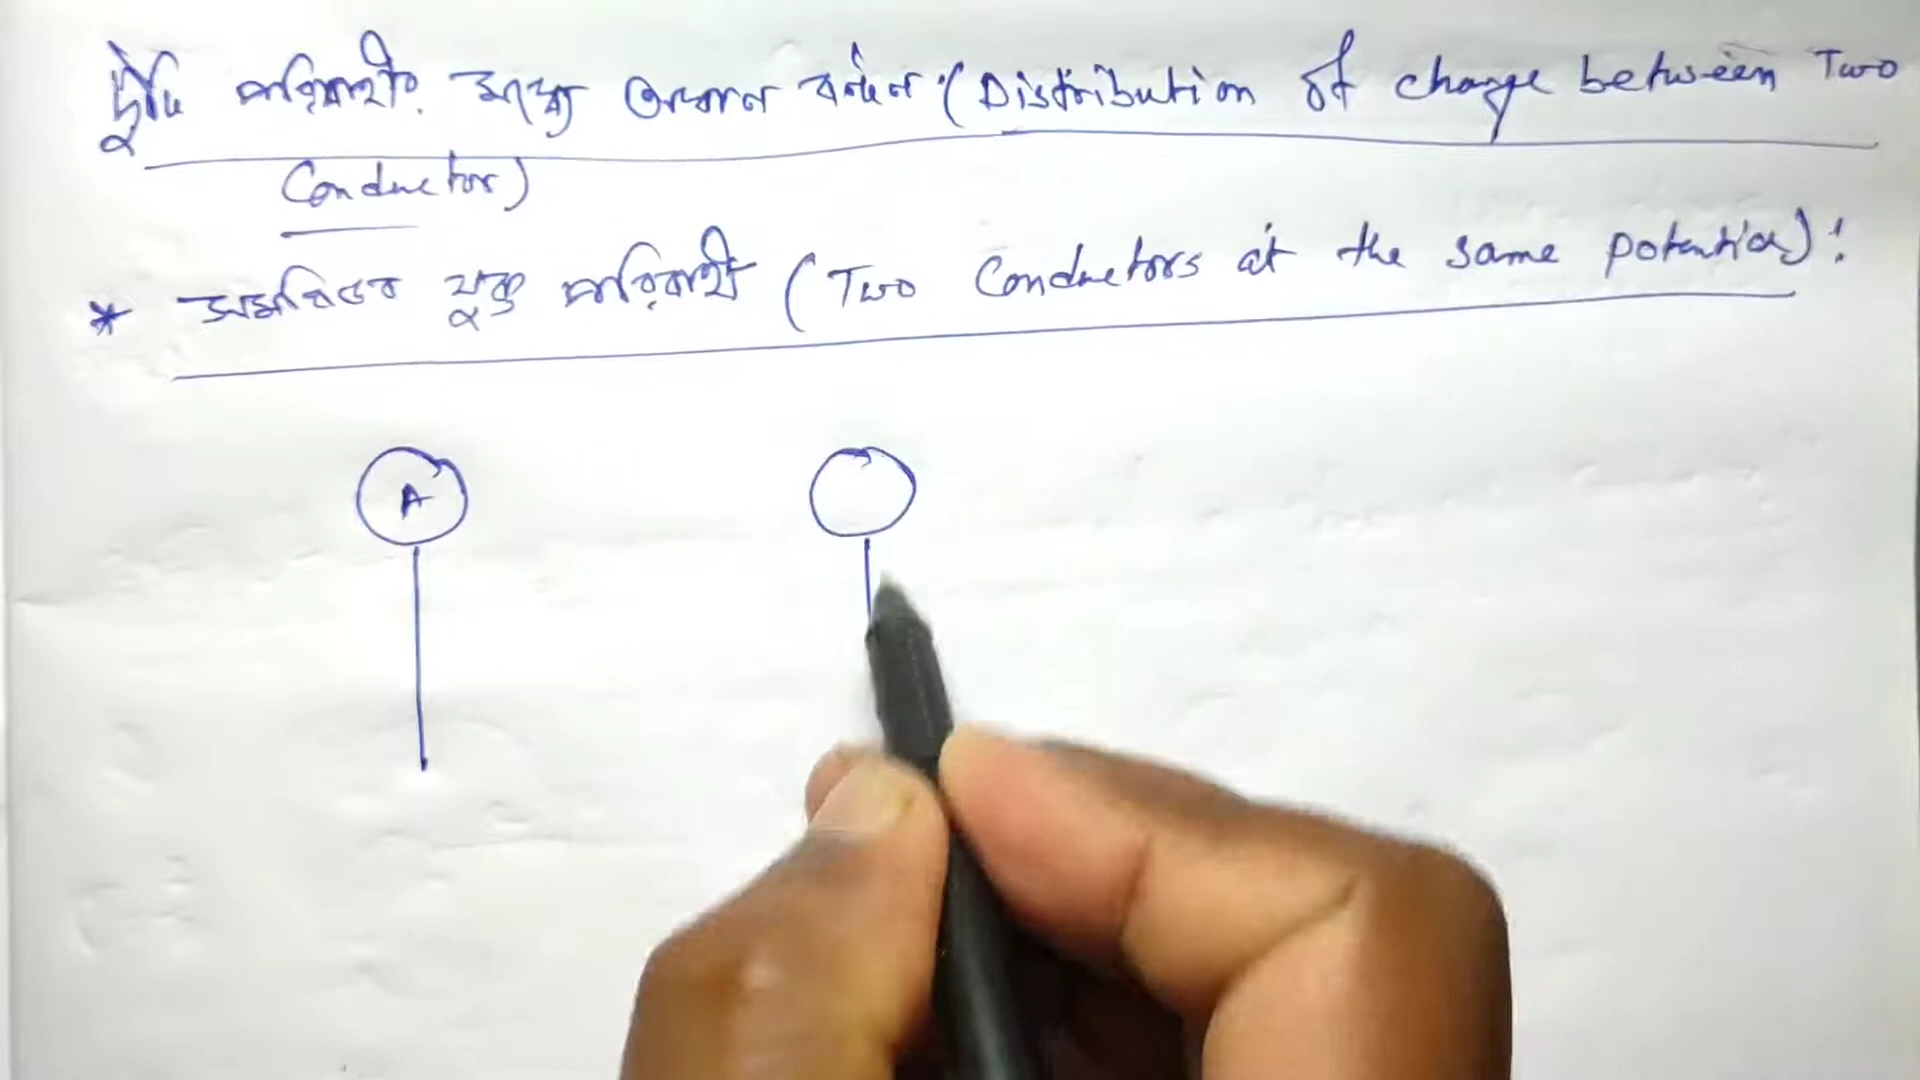 দুটি পরিবাহীর মধ্যে আধান বন্টন (Distribution of charge between Two
Conductor)
* সমবিভব যুক্ত পরিবাহী (Two Conductors at the same potential) :
A